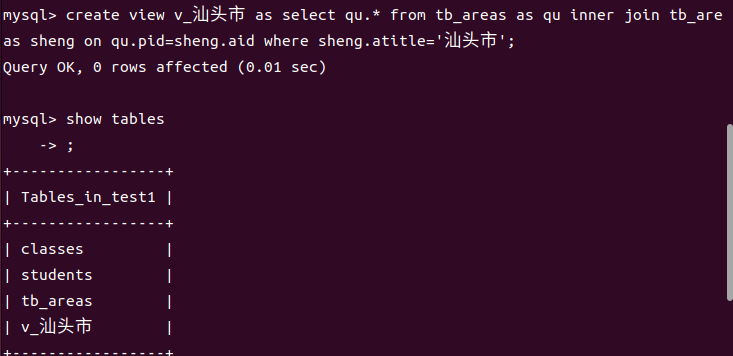 mysql> create view v_汕头市 as select qu.* from tb_areas as qu inner join tb_are
as sheng on qu.pid=sheng.aid where sheng.atitle='汕头市';
Query OK, 0 rows affected (0.01 sec)
mysql> show tables
    -> ;
+-----------------+
| Tables_in_test1 |
+-----------------+
| classes         |
| students        |
| tb_areas        |
| v_汕头市        |
+-----------------+